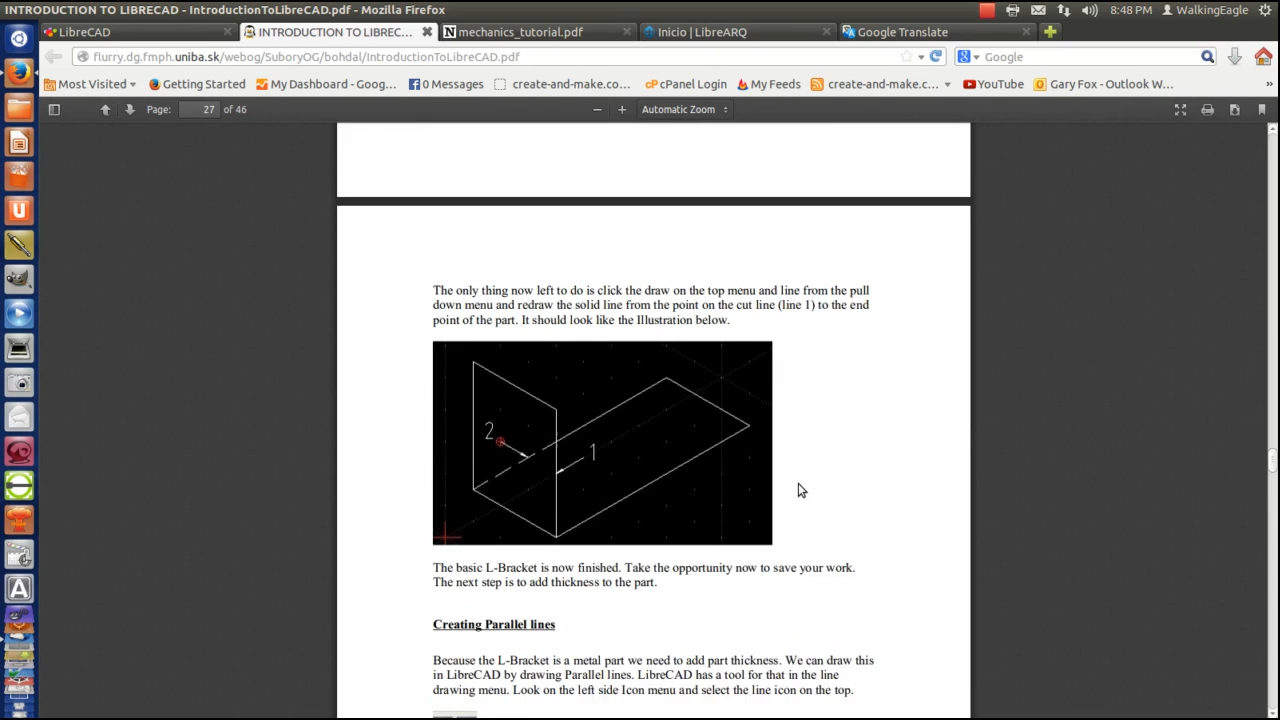 INTRODUCTION TO LIBRECAD - IntroductionToLibreCAD.pdf - Mozilla Firefox
8:48 PM WalkingEagle
LibreCAD
INTRODUCTION TO LIBREC...
mechanics_tutorial.pdf
Inicio | LibreARQ
Google Translate
flurry.dg.fmph.uniba.sk/webog/SuboryOG/bohdal/IntroductionToLibreCAD.pdf
Google
Most Visited
Getting Started
My Dashboard - Goog...
0 Messages
create-and-make.co...
cPanel Login
My Feeds
create-and-make.c...
YouTube
Gary Fox - Outlook W...
Page: 27 of 46
Automatic Zoom
The only thing now left to do is click the draw on the top menu and line from the pull
down menu and redraw the solid line from the point on the cut line (line 1) to the end
point of the part. It should look like the Illustration below.
2
1
The basic L-Bracket is now finished. Take the opportunity now to save your work.
The next step is to add thickness to the part.
Creating Parallel lines
Because the L-Bracket is a metal part we need to add part thickness. We can draw this
in LibreCAD by drawing Parallel lines. LibreCAD has a tool for that in the line
drawing menu. Look on the left side Icon menu and select the line icon on the top.